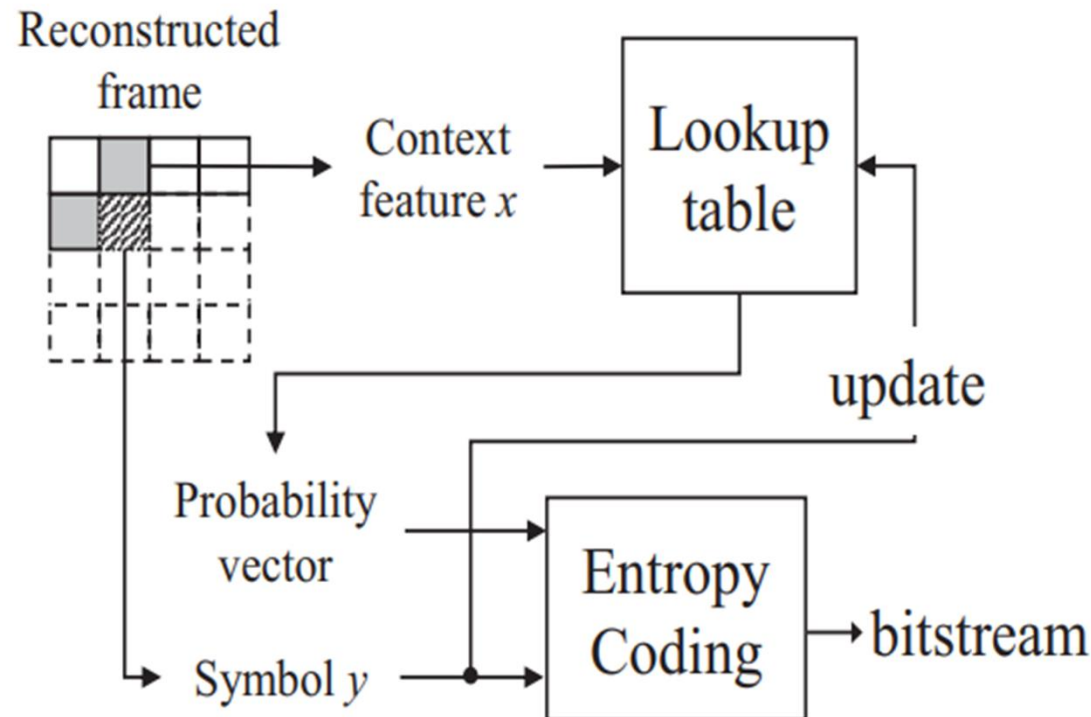 Reconstructed
frame
Context
feature x
Lookup
table
update
Probability
vector
Entropy
Coding
bitstream
Symbol y